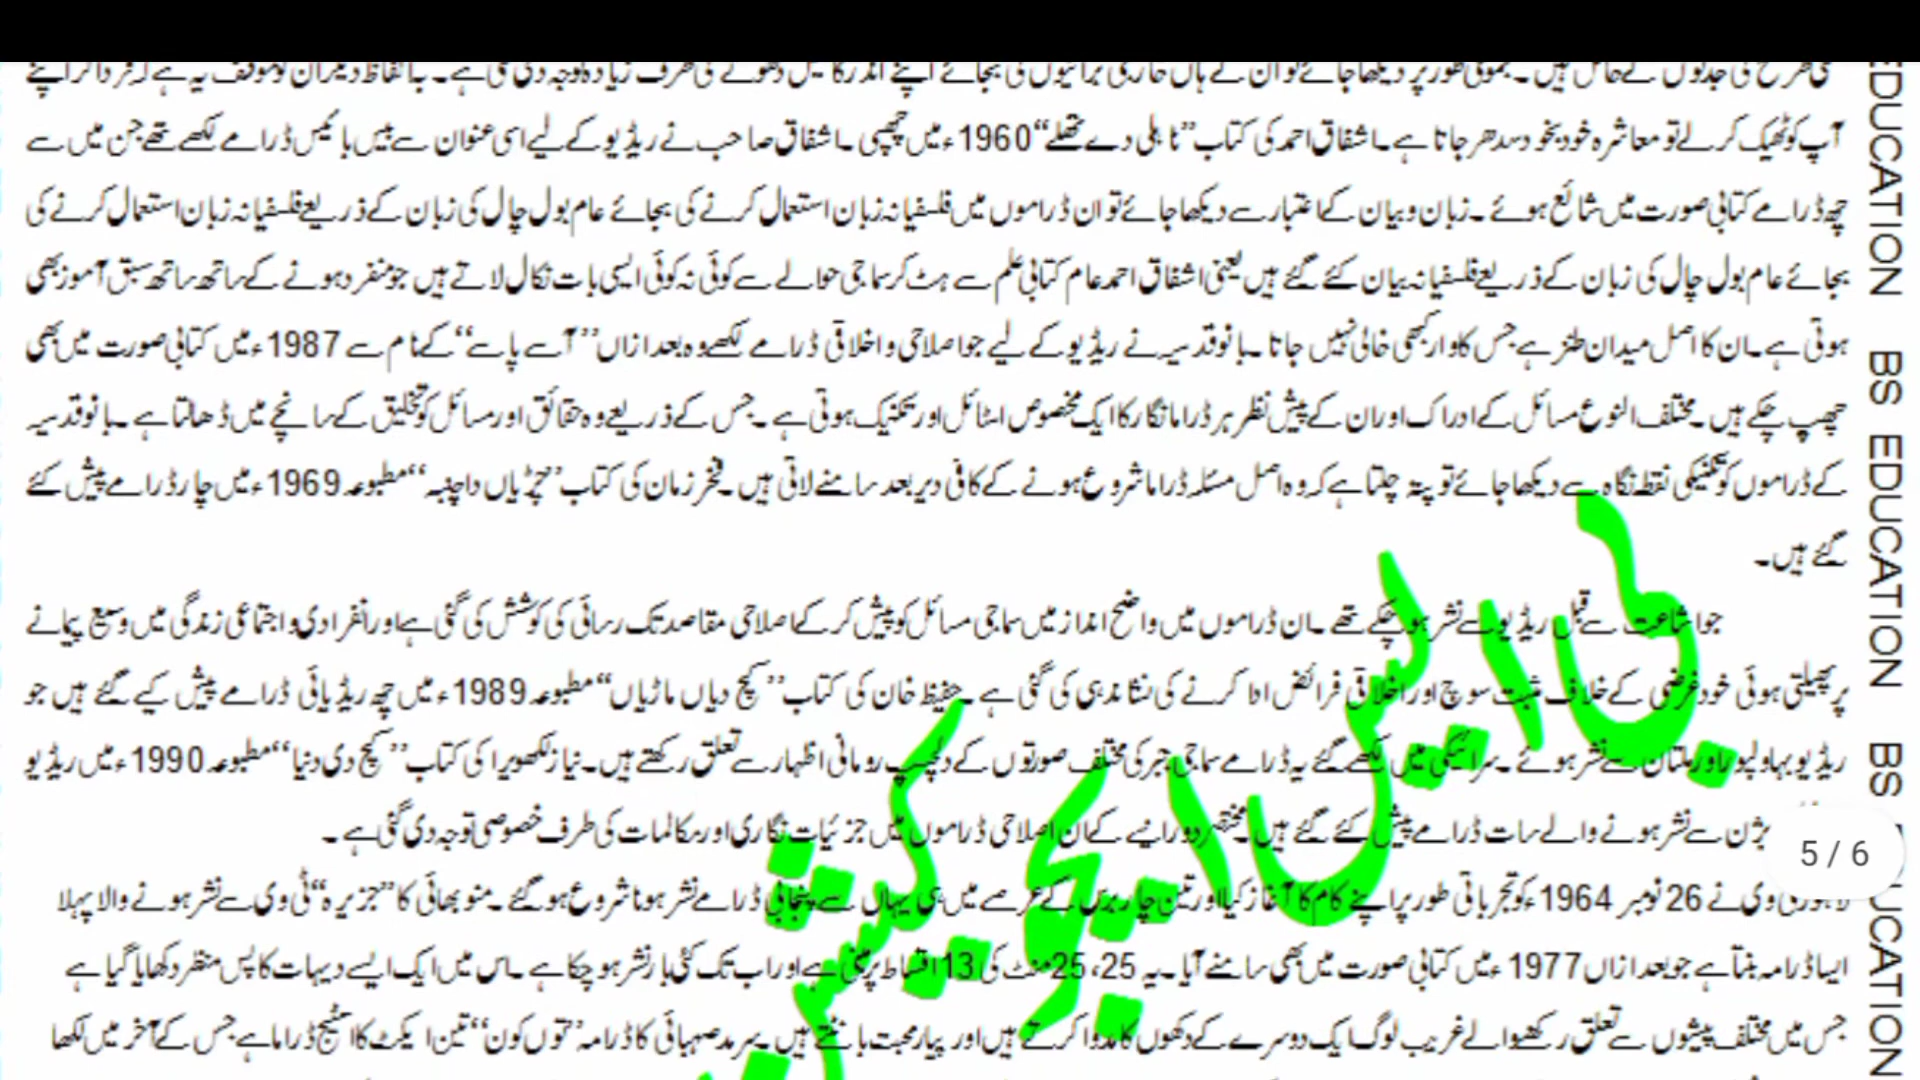 آپ کو ٹھیک کرلے تو معاشرہ خود بخود سدھر جاتا ہے۔ اشفاق احمد کی کتاب ’’ٹاہلی دے تھلے‘‘ 1960ء میں چھپی۔ اشفاق صاحب نے ریڈیو کے لیے اسی عنوان سے بیس بائیس ڈرامے لکھے تھے جن میں سے
چھ ڈرامے کتابی صورت میں شائع ہوئے۔ زبان و بیان کے اعتبار سے دیکھا جائے تو ان ڈراموں میں فلسفیانہ زبان استعمال کرنے کی بجائے عام بول چال کی زبان کے ذریعے فلسفیانہ زبان استعمال کرنے کی
بجائے عام بول چال کی زبان کے ذریعے فلسفیانہ بیان کئے گئے ہیں یعنی اشفاق احمد عام کتابی علم سے ہٹ کر سماجی حوالے سے کوئی نہ کوئی ایسی بات نکال لاتے ہیں جو منفرد ہونے کے ساتھ ساتھ سبق آموز بھی
ہوتی ہے۔ ان کا اصل میدان طنز ہے جس کا وار کبھی خالی نہیں جاتا۔ بانو قدسیہ نے ریڈیو کے لیے جو اصلاحی و اخلاقی ڈرامے لکھے وہ بعد ازاں ’’آسے پاسے‘‘ کے نام سے 1987ء میں کتابی صورت میں بھی
چھپ چکے ہیں۔ مختلف النوع مسائل کے ادراک اور ان کے پیش نظر ہر ڈراما نگار کا ایک مخصوص اسٹائل اور تکنیک ہوتی ہے۔ جس کے ذریعے وہ حقائق اور مسائل کو تخلیق کے سانچے میں ڈھالتا ہے۔ بانو قدسیہ
کے ڈراموں کو تکنیکی نقطہ نگاہ سے دیکھا جائے تو پتہ چلتا ہے کہ وہ اصل مسئلہ ڈراما شروع ہونے کے کافی دیر بعد سامنے لاتی ہیں۔ فخر زمان کی کتاب ’’چڑیاں دا چنبہ‘‘ مطبوعہ 1969ء میں چار ڈرامے پیش کئے
گئے ہیں۔
جو اشاعت سے قبل ریڈیو سے نشر ہو چکے تھے۔ ان ڈراموں میں واضح انداز میں سماجی مسائل کو پیش کر کے اصلاحی مقاصد تک رسائی کی کوشش کی گئی ہے اور انفرادی و اجتماعی زندگی میں وسیع پیمانے
پر پھیلتی ہوئی خود غرضی کے خلاف مثبت سوچ اور اخلاقی فرائض ادا کرنے کی نشاندہی کی گئی ہے۔ حفیظ خان کی کتاب ’’کچ دیاں ماڑیاں‘‘ مطبوعہ 1989ء میں چھ ریڈیائی ڈرامے پیش کیے گئے ہیں جو
ریڈیو بہاولپور اور ملتان سے نشر ہوئے۔ سرائیکی میں لکھے گئے یہ ڈرامے سماجی جبر کی مختلف صورتوں کے دلچسپ رومانی اظہار سے تعلق رکھتے ہیں۔ نیاز لکھویرا کی کتاب ’’کچ دی دنیا‘‘ مطبوعہ 1990ء میں ریڈیو
یژن سے نشر ہونے والے سات ڈرامے پیش کئے گئے ہیں۔ مختصر دورانیے کے ان اصلاحی ڈراموں میں جزئیات نگاری اور مکالمات کی طرف خصوصی توجہ دی گئی ہے۔
وی نے 26 نومبر 1964ء کو تجرباتی طور پر اپنے کام کا آغاز کیا اور تین چار برس کے عرصے میں ہی یہاں سے پنجابی ڈرامے نشر ہونا شروع ہو گئے۔ منو بھائی کا ’’جزیرہ‘‘ ٹی وی سے نشر ہونے والا پہلا
ایسا ڈرامہ بنتا ہے جو بعد ازاں 1977ء میں کتابی صورت میں بھی سامنے آیا۔ یہ 25،25 منٹ کی 13 اقساط پر مبنی ہے اور اب تک کئی بار نشر ہو چکا ہے۔ اس میں ایک ایسے دیہات کا پس منظر دکھایا گیا ہے
جس میں مختلف پیشوں سے تعلق رکھنے والے غریب لوگ ایک دوسرے کے دکھوں کا مداوا کرتے ہیں اور پیار محبت بانٹتے ہیں۔ سرمد صہبائی کا ڈرامہ ’’توں کون‘‘ تین ایکٹ کا سٹیج ڈراما ہے جس کے آخر میں لکھا
بی ایس ایجوکیشن
EDUCATION BS EDUCATION BS EDUCATION
5 / 6